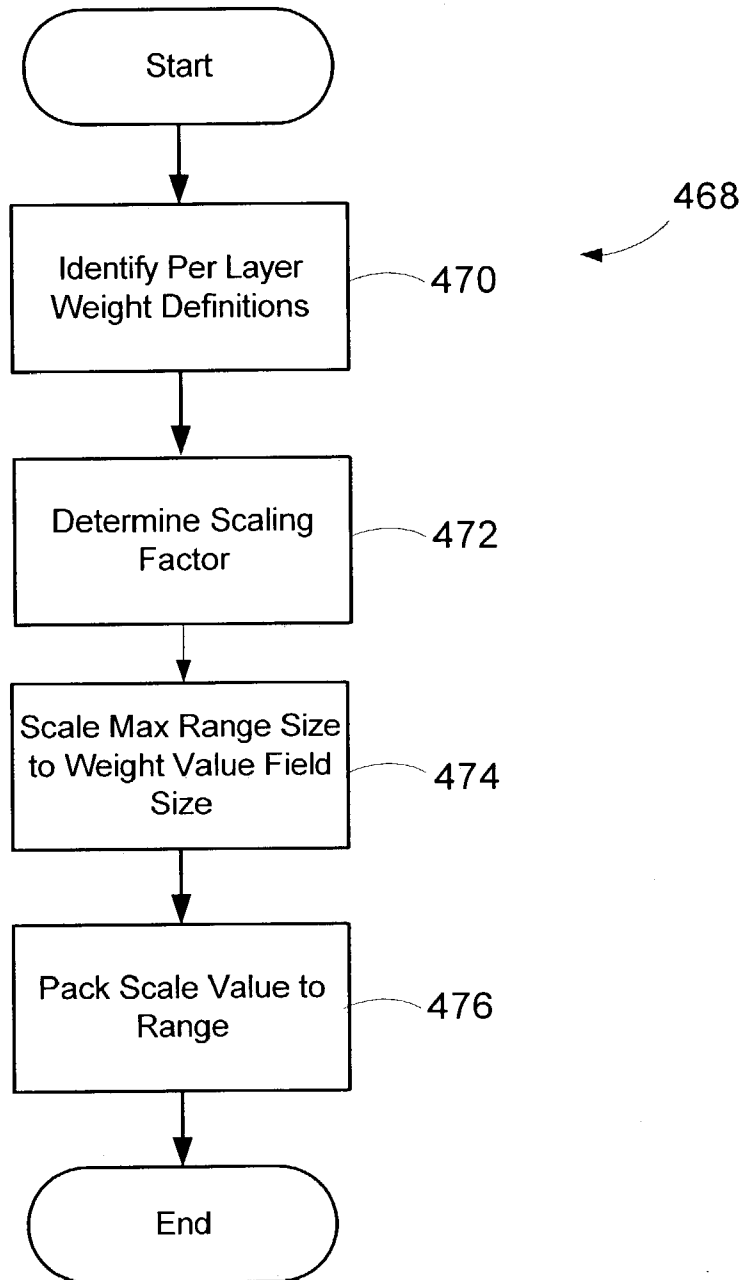 Start
468
Identify Per Layer
Weight Definitions
470
Determine Scaling
Factor
472
Scale Max Range Size
to Weight Value Field
Size
474
Pack Scale Value to
Range
476
End